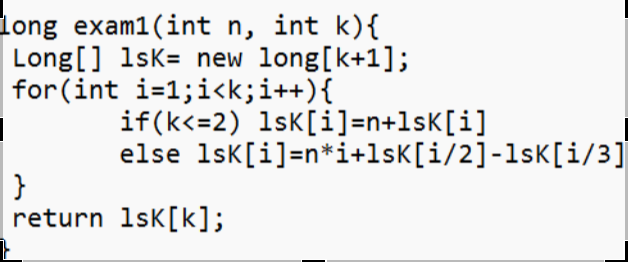 long exam1(int n, int k){
Long[] lsK= new long[k+1];
for(int i=1;i<k;i++){
if(k<=2) lsK[i]=n+lsK[i]
else lsK[i]=n*i+lsK[i/2]-lsK[i/3]
}
return lsK[k];
}